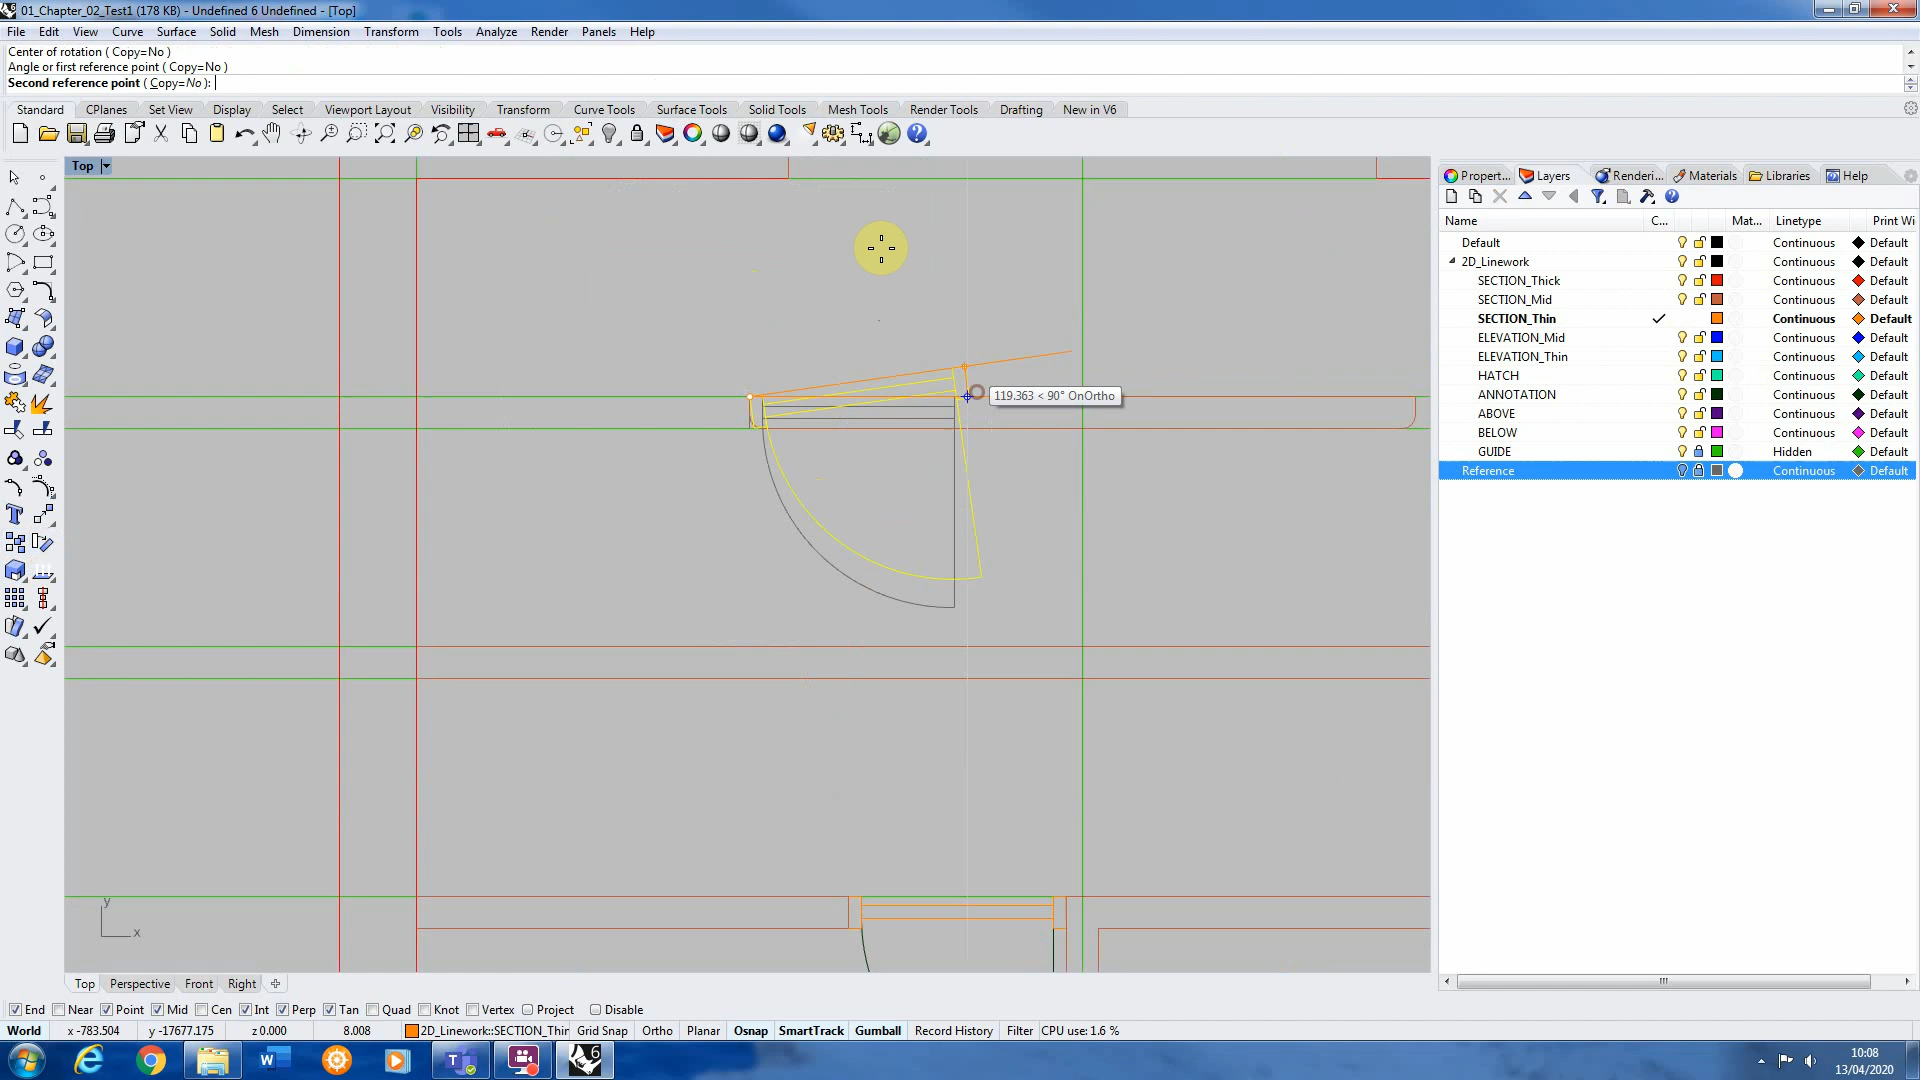 01_Chapter_02_Test1 (178 KB) - Undefined 6 Undefined - [Top]
File Edit View Curve Surface Solid Mesh Dimension Transform Tools Analyze Render Panels Help
Center of rotation ( Copy=No )
Angle or first reference point ( Copy=No )
Second reference point ( Copy=No ):
Standard CPlanes Set View Display Select Viewport Layout Visibility Transform Curve Tools Surface Tools Solid Tools Mesh Tools Render Tools Drafting New in V6
Top
Propert... Layers Renderi... Materials Libraries Help
Name C... Mat... Linetype Print Wi
Default Continuous Default
2D_Linework Continuous Default
SECTION_Thick Continuous Default
SECTION_Mid Continuous Default
SECTION_Thin Continuous Default
ELEVATION_Mid Continuous Default
ELEVATION_Thin Continuous Default
HATCH Continuous Default
ANNOTATION Continuous Default
ABOVE Continuous Default
BELOW Continuous Default
GUIDE Hidden Default
Reference Continuous Default
119.363 < 90° OnOrtho
y
x
Top Perspective Front Right
End Near Point Mid Cen Int Perp Tan Quad Knot Vertex Project Disable
World x -783.504 y -17677.175 z 0.000 8.008 2D_Linework::SECTION_Thin Grid Snap Ortho Planar Osnap SmartTrack Gumball Record History Filter CPU use: 1.6 %
10:08
13/04/2020